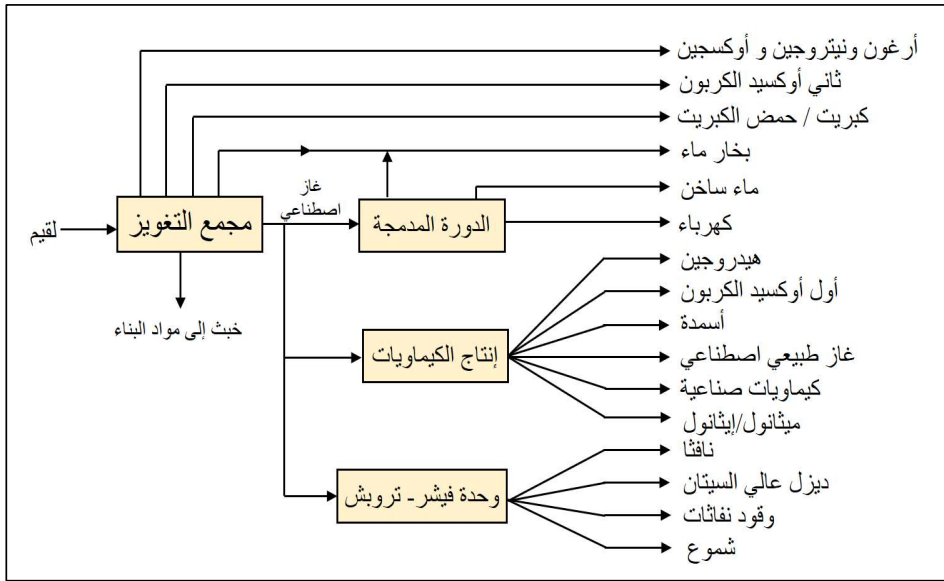 أرغون ونيتروجين و أوكسجين
ثاني أوكسيد الكربون
كبريت / حمض الكبريت
بخار ماء
ماء ساخن
كهرباء
غاز
اصطناعي
لقيم
مجمع التغويز
الدورة المدمجة
خبث إلى مواد البناء
هيدروجين
أول أوكسيد الكربون
أسمدة
غاز طبيعي اصطناعي
كيماويات صناعية
ميثانول/إيثانول
إنتاج الكيماويات
نافثا
ديزل عالي السيتان
وقود نفاثات
شموع
وحدة فيشر- تروبش